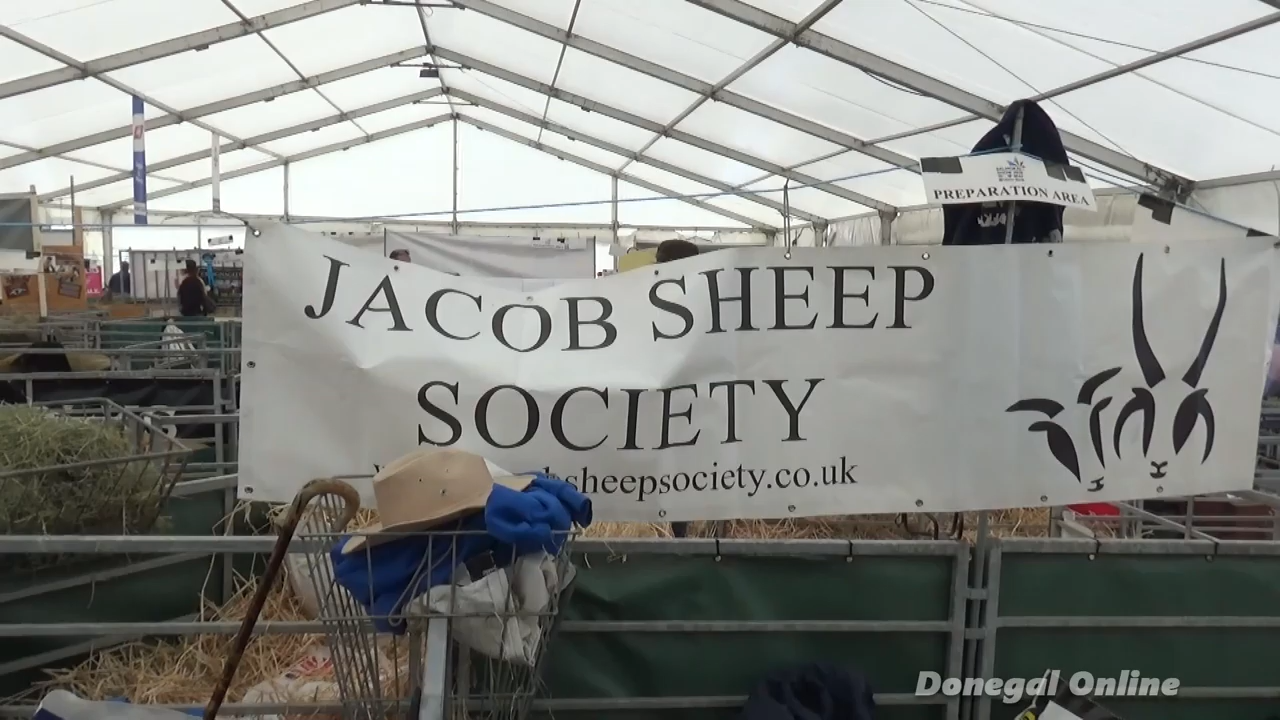 PREPARATION AREA
JACOB SHEEP
SOCIETY
sheepsociety.co.uk
Donegal Online